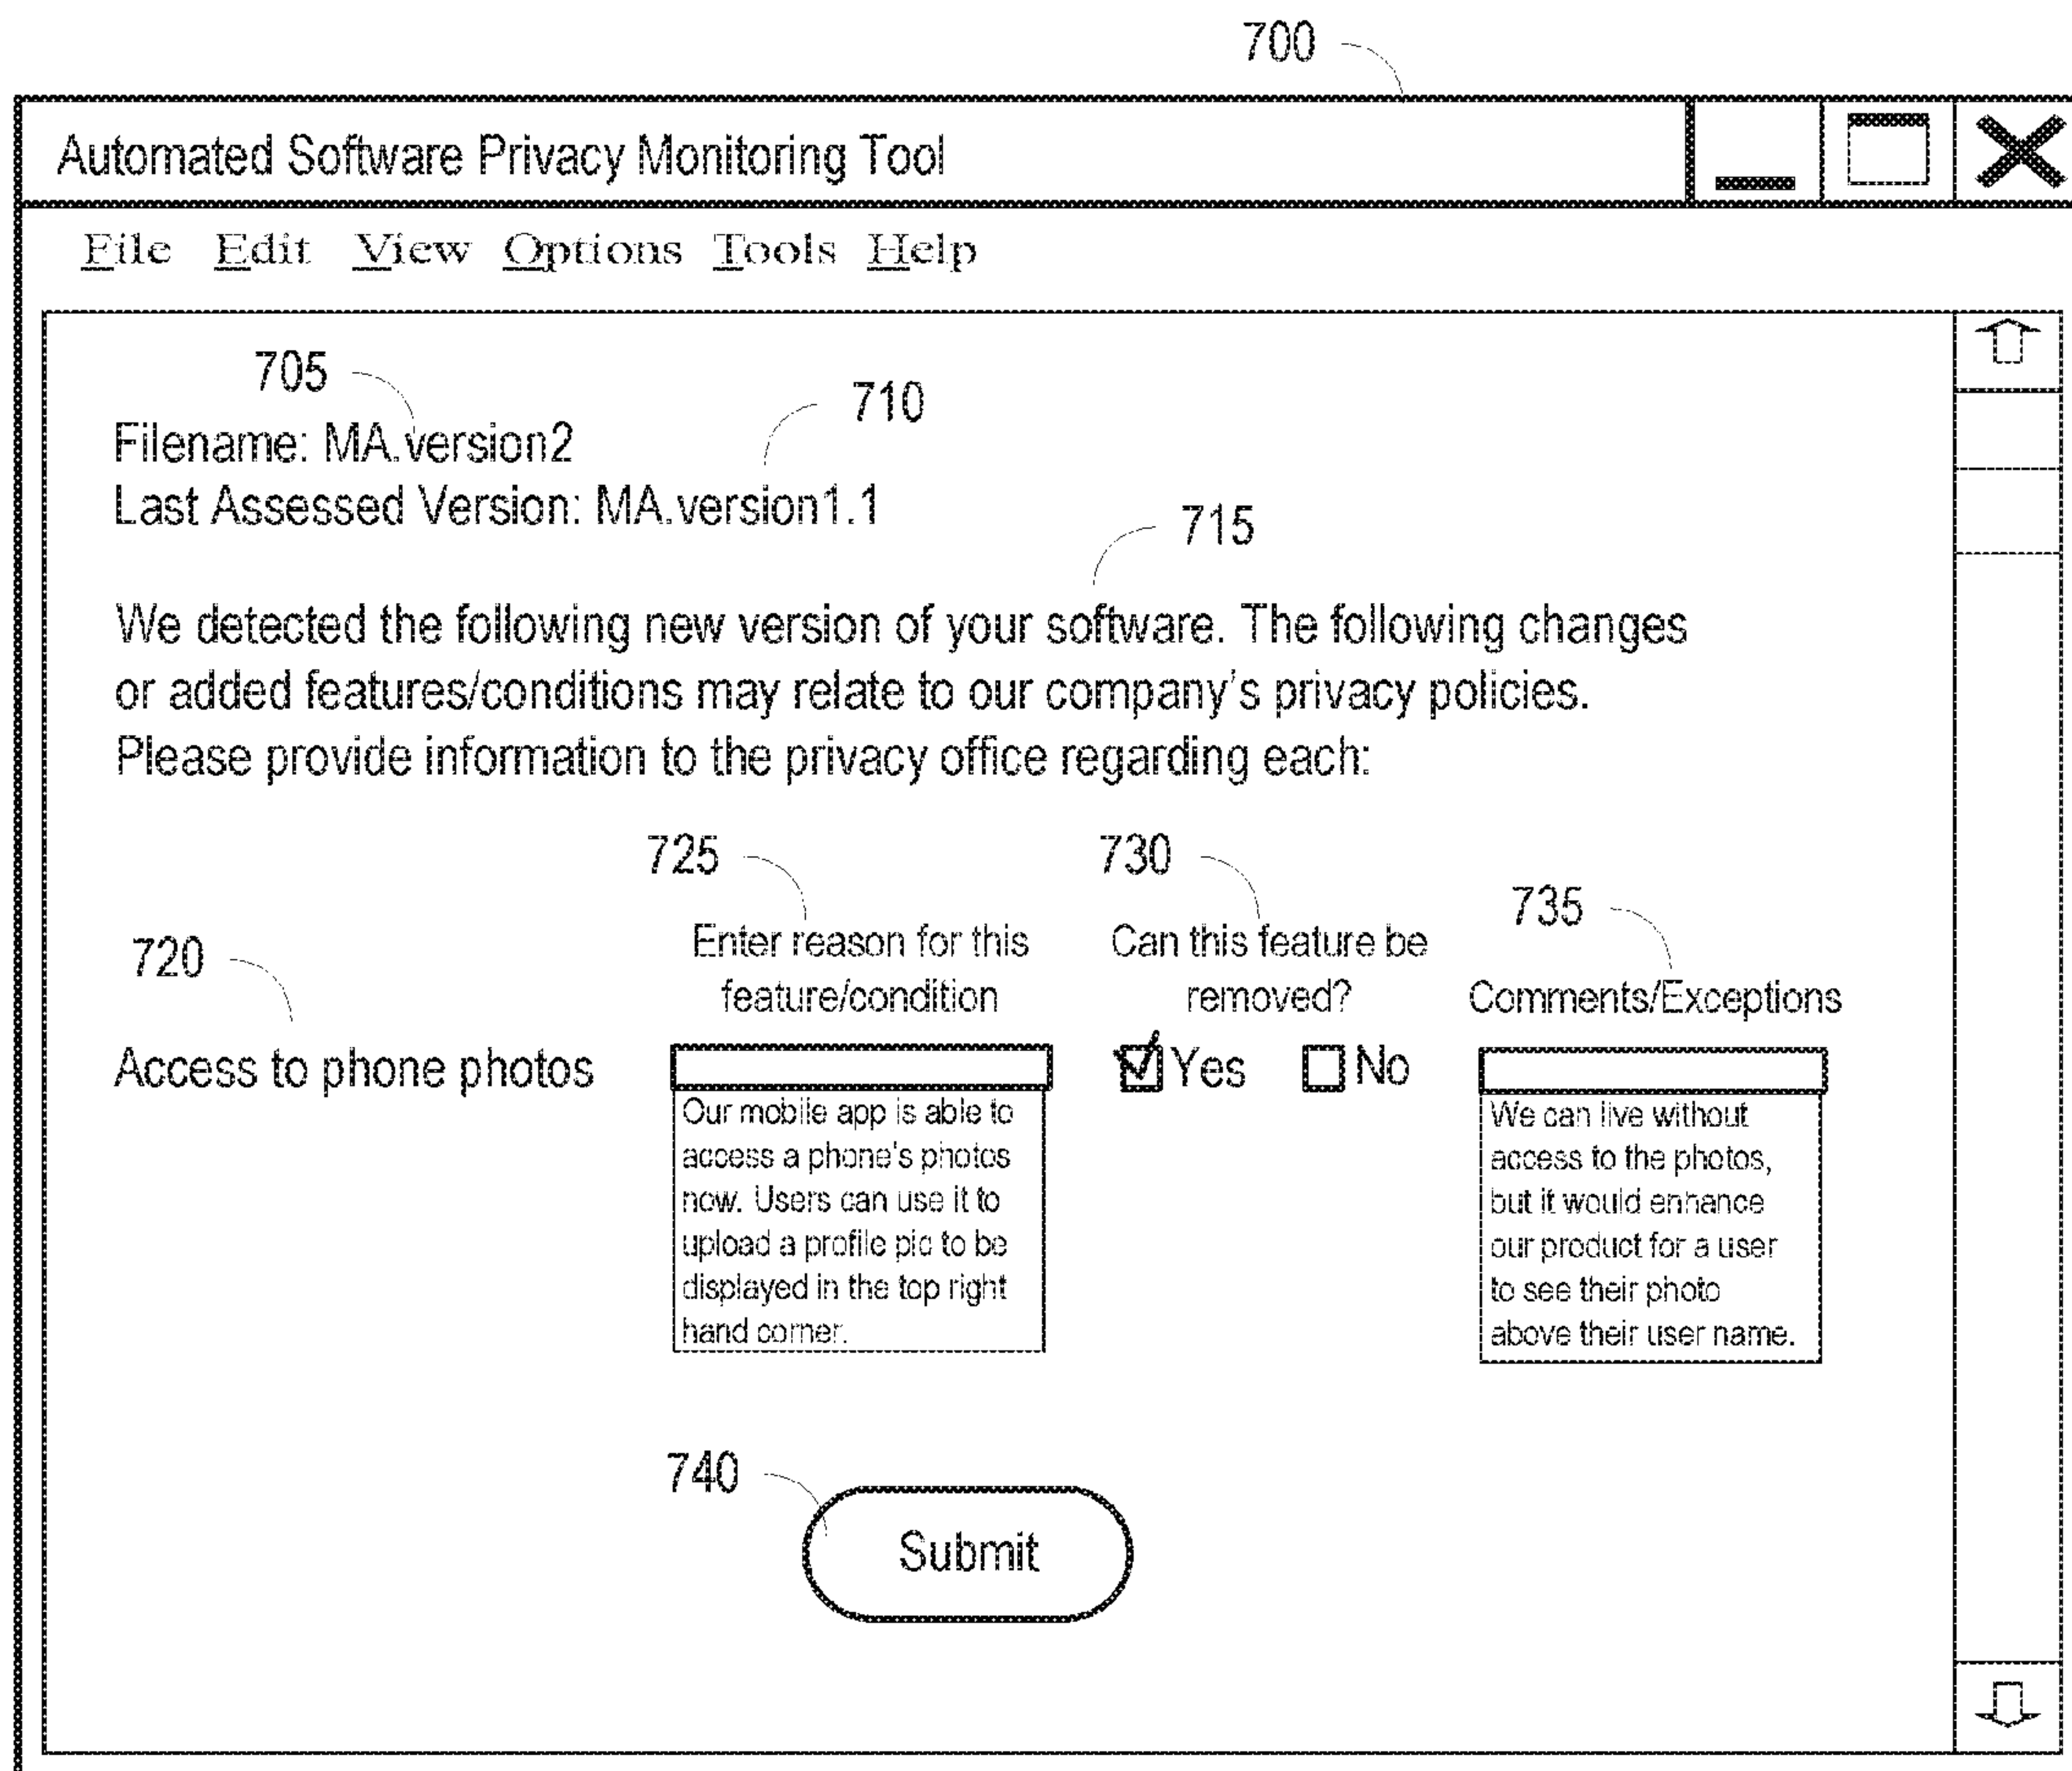 700
Automated Software Privacy Monitoring Tool
File Edit View Options Tools Help
705
710
Filename: MA.version2
Last Assessed Version: MA.version1.1
715
We detected the following new version of your software. The following changes
or added features/conditions may relate to our company's privacy policies.
Please provide information to the privacy office regarding each:
720
Access to phone photos
725
Enter reason for this
feature/condition
Our mobile app is able to
access a phone's photos
now. Users can use it to
upload a profile pic to be
displayed in the top right
hand corner.
730
Can this feature be
removed?
Yes No
735
Comments/Exceptions
We can live without
access to the photos,
but it would enhance
our product for a user
to see their photo
above their user name.
740
Submit